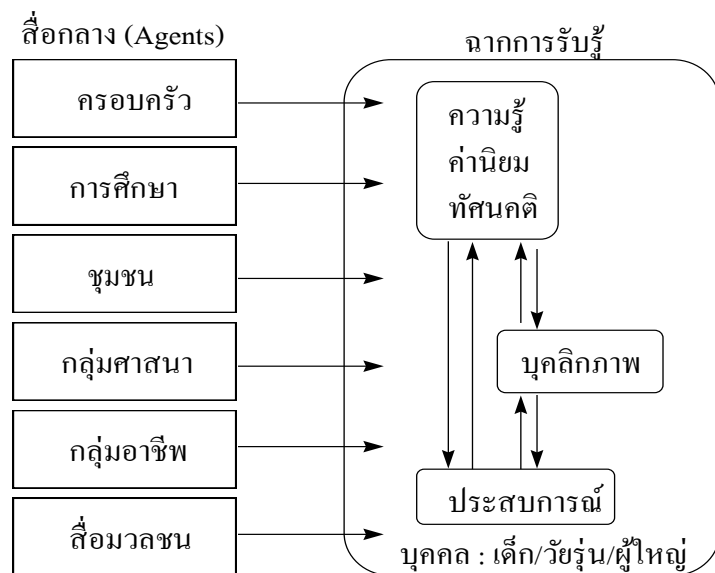 สื่อกลาง (Agents)
ครอบครัว
การศึกษา
ชุมชน
กลุ่มศาสนา
กลุ่มอาชีพ
สื่อมวลชน
ฉากการรับรู้
ความรู้
ค่านิยม
ทัศนคติ
บุคลิกภาพ
ประสบการณ์
บุคคล : เด็ก/วัยรุ่น/ผู้ใหญ่